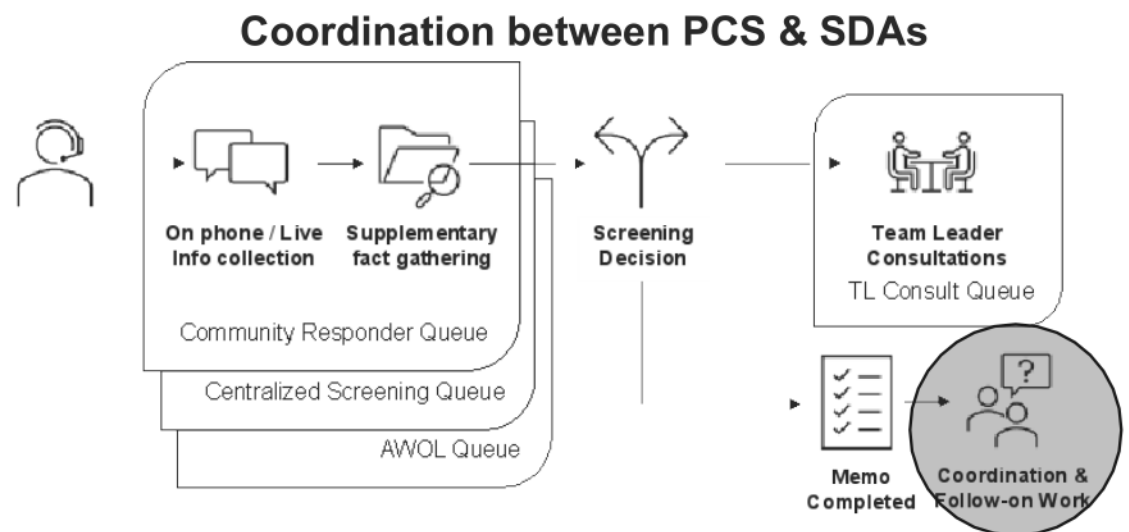 Coordination between PCS & SDAs
On phone / Live
Info collection
Supplementary
fact gathering
Community Responder Queue
Centralized Screening Queue
AWOL Queue
Screening
Decision
Team Leader
Consultations
TL Consult Queue
Memo
Completed
?
Coordination &
Follow-on Work